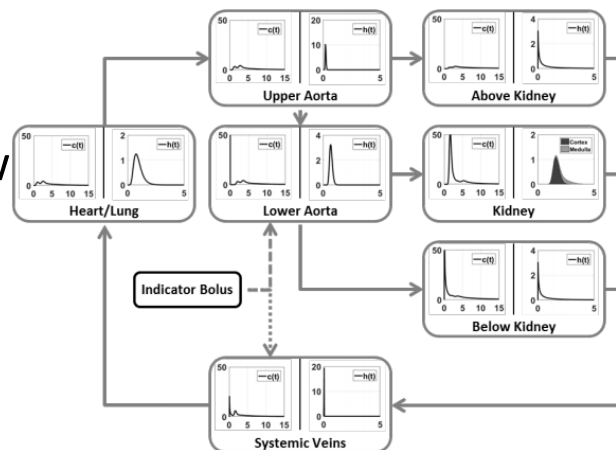 50
c(t)
0
0 5 10 15
20
h(t)
10
0
0 5
Upper Aorta
50
c(t)
0
0 5 10 15
4
h(t)
2
0
0 5
Above Kidney
50
c(t)
0
0 5 10 15
2
h(t)
1
0
0 5
Heart/Lung
50
c(t)
0
0 5 10 15
4
h(t)
2
0
0 5
Lower Aorta
50
c(t)
0
0 5 10 15
2
Cortex
Medulla
1
0
0 5
Kidney
Indicator Bolus
50
c(t)
0
0 5 10 15
4
h(t)
2
0
0 5
Below Kidney
50
c(t)
0
0 5 10 15
20
h(t)
10
0
0 5
Systemic Veins